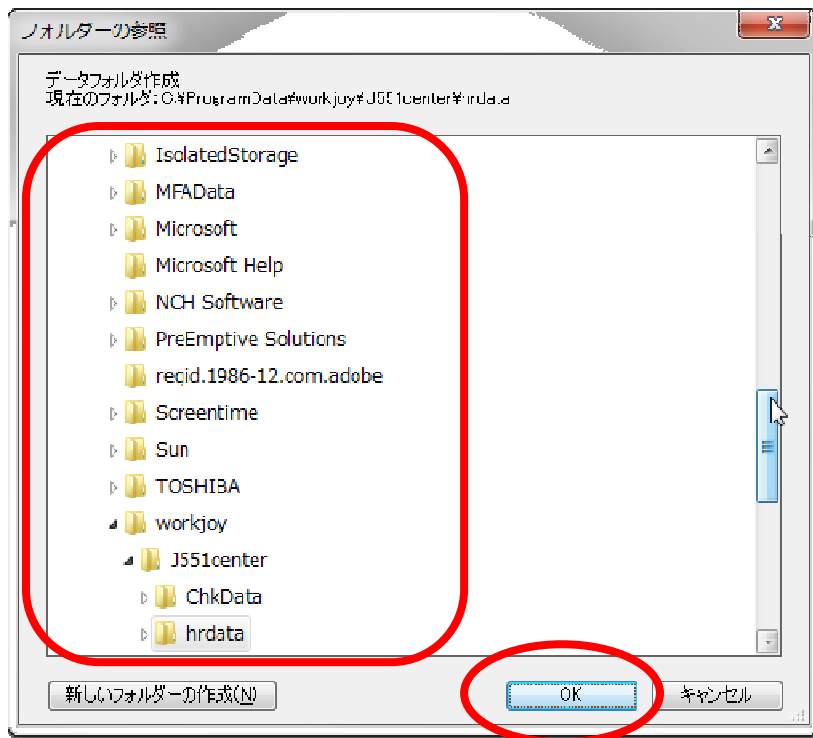 フォルダーの参照
データフォルダ作成
現在のフォルダ: C:¥ProgramData¥workjoy¥J551center¥hrdata
IsolatedStorage
MFAData
Microsoft
Microsoft Help
NCH Software
PreEmptive Solutions
regid.1986-12.com.adobe
Screentime
Sun
TOSHIBA
workjoy
J551center
ChkData
hrdata
新しいフォルダーの作成(N)
OK
キャンセル